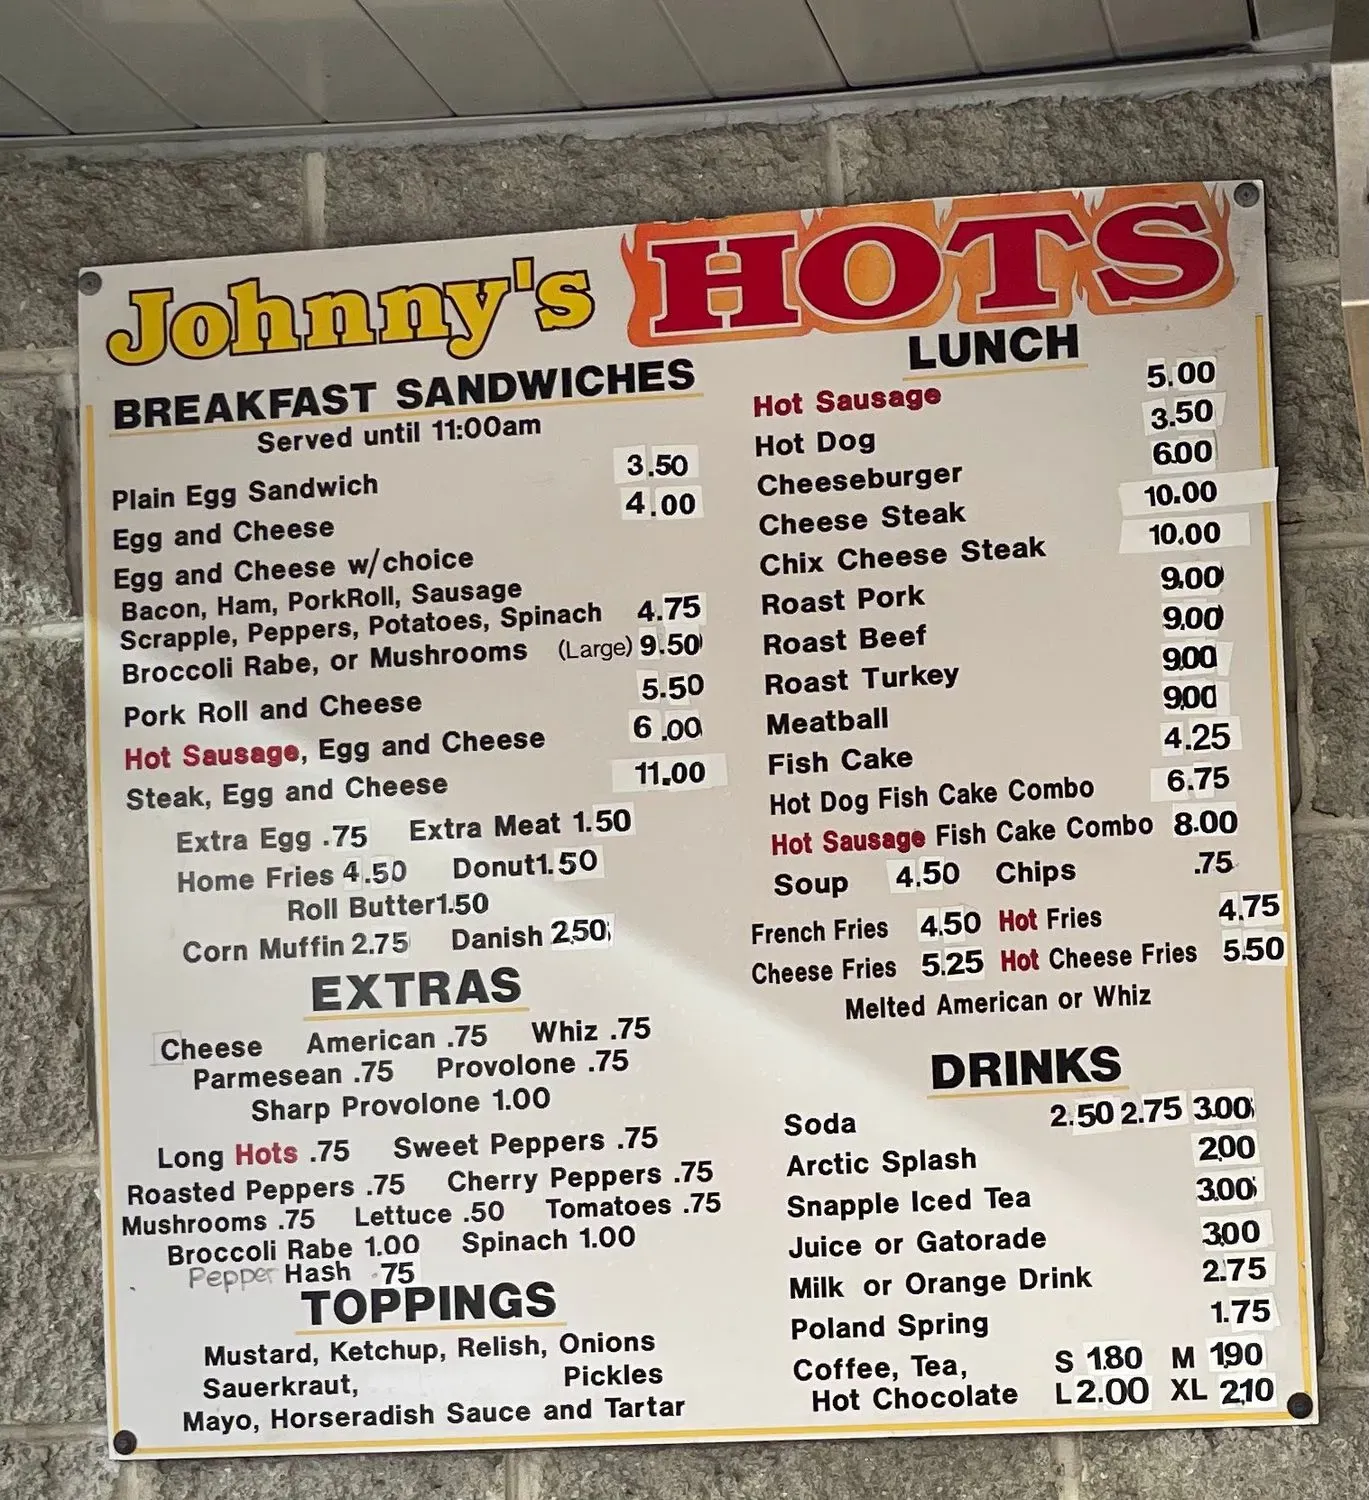 Johnny's HOTS
BREAKFAST SANDWICHES
Served until 11:00am
Plain Egg Sandwich 3.50
Egg and Cheese 4.00
Egg and Cheese w/choice
Bacon, Ham, PorkRoll, Sausage
Scrapple, Peppers, Potatoes, Spinach 4.75
Broccoli Rabe, or Mushrooms (Large) 9.50
Pork Roll and Cheese 5.50
Hot Sausage, Egg and Cheese 6.00
Steak, Egg and Cheese 11.00
Extra Egg .75 Extra Meat 1.50
Home Fries 4.50 Donut 1.50
Roll Butter 1.50
Corn Muffin 2.75 Danish 2.50
EXTRAS
Cheese American .75 Whiz .75
Parmesean .75 Provolone .75
Sharp Provolone 1.00
Long Hots .75 Sweet Peppers .75
Roasted Peppers .75 Cherry Peppers .75
Mushrooms .75 Lettuce .50 Tomatoes .75
Broccoli Rabe 1.00 Spinach 1.00
Pepper Hash .75
TOPPINGS
Mustard, Ketchup, Relish, Onions
Sauerkraut, Pickles
Mayo, Horseradish Sauce and Tartar
LUNCH
Hot Sausage 5.00
Hot Dog 3.50
Cheeseburger 6.00
Cheese Steak 10.00
Chix Cheese Steak 10.00
Roast Pork 9.00
Roast Beef 9.00
Roast Turkey 9.00
Meatball 9.00
Fish Cake 4.25
Hot Dog Fish Cake Combo 6.75
Hot Sausage Fish Cake Combo 8.00
Soup 4.50 Chips .75
French Fries 4.50 Hot Fries 4.75
Cheese Fries 5.25 Hot Cheese Fries 5.50
Melted American or Whiz
DRINKS
Soda 2.50 2.75 3.00
Arctic Splash 2.00
Snapple Iced Tea 3.00
Juice or Gatorade 3.00
Milk or Orange Drink 2.75
Poland Spring 1.75
Coffee, Tea, S 1.80 M 1.90
Hot Chocolate L 2.00 XL 2.10